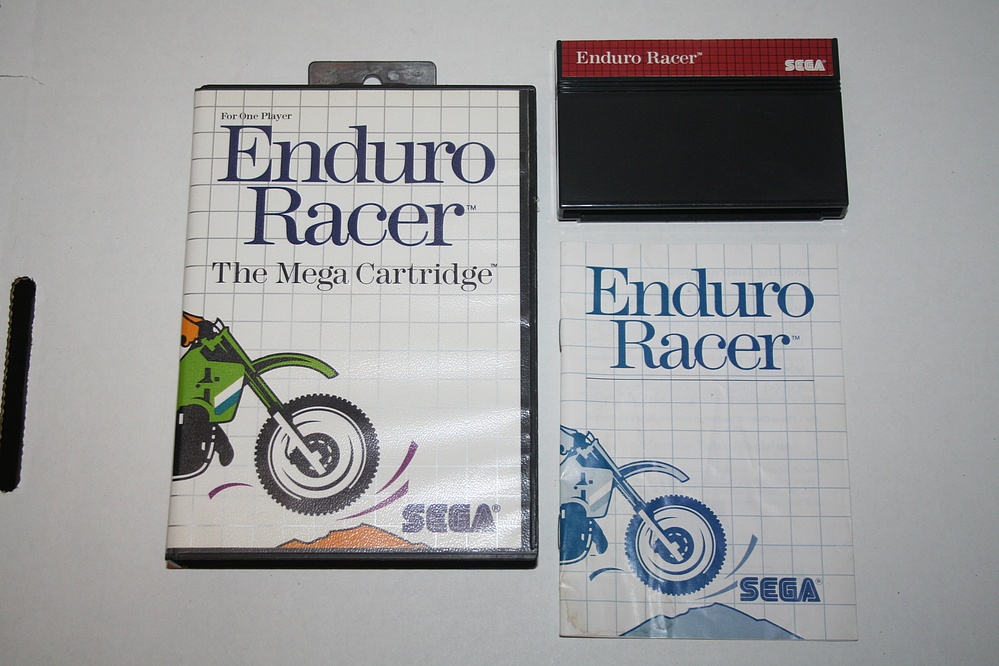 For One Player
Enduro
Racer™
The Mega Cartridge™
SEGA®
Enduro Racer™
SEGA
Enduro
Racer™
SEGA®